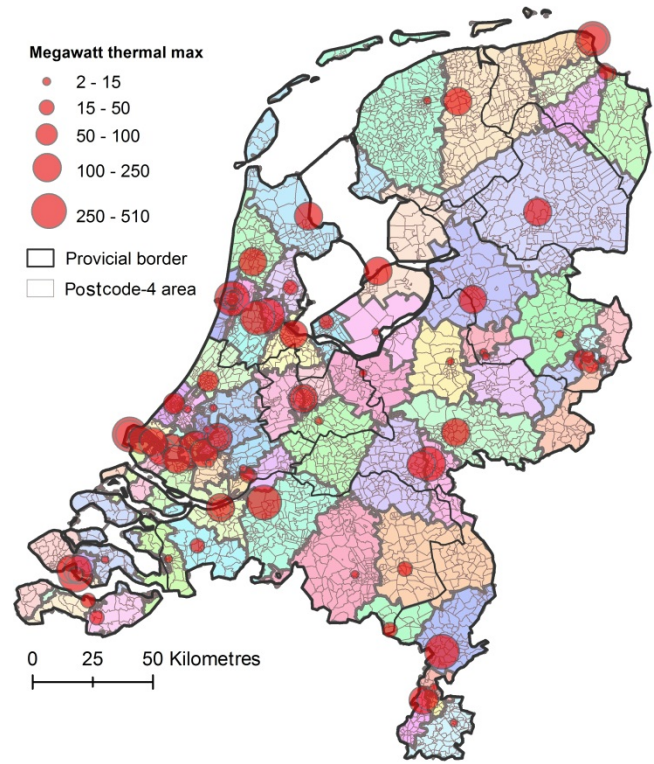 Megawatt thermal max
2 - 15
15 - 50
50 - 100
100 - 250
250 - 510
Provicial border
Postcode-4 area
0 25 50 Kilometres